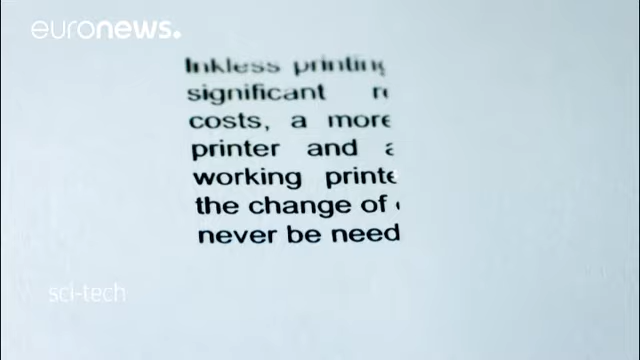 euronews.
Inkless printing
significant
costs, a more
printer and
working printe
the change of
never be need
sci-tech